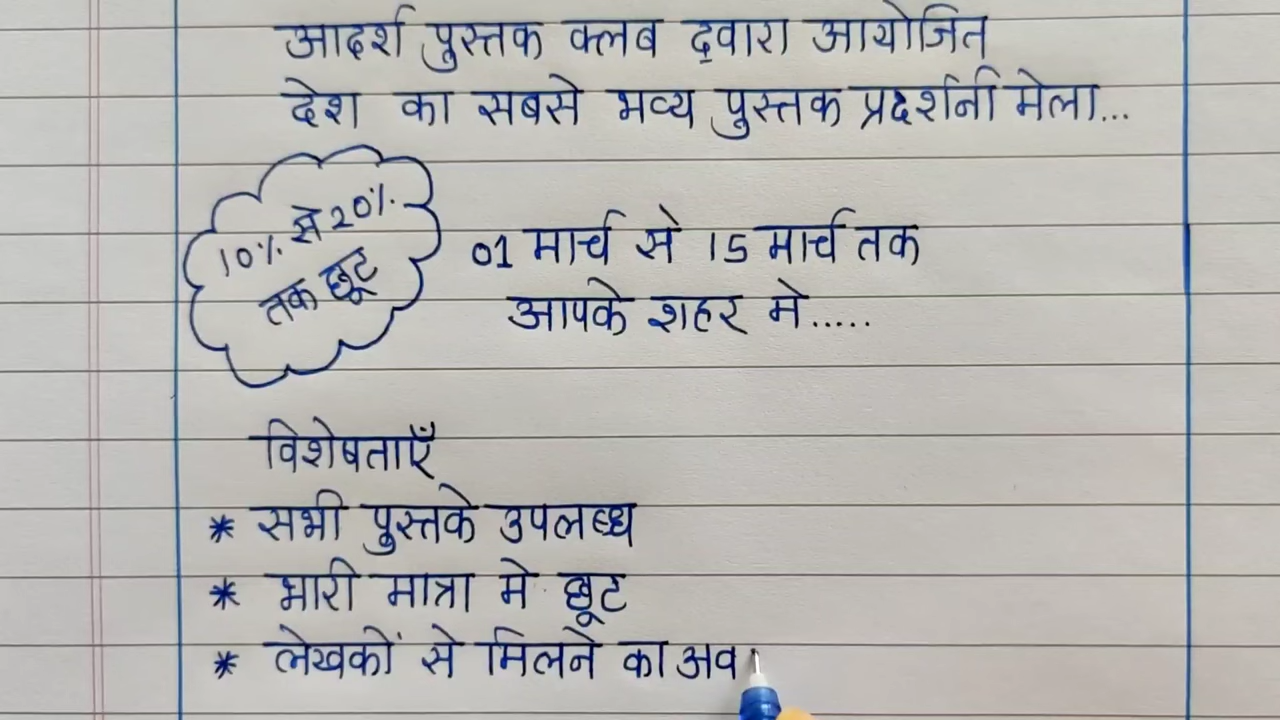 आदर्श पुस्तक क्लब द्वारा आयोजित
देश का सबसे भव्य पुस्तक प्रदर्शनी मेला...
10% से 20%
तक छूट
01 मार्च से 15 मार्च तक
आपके शहर मे.....
विशेषताएँ
* सभी पुस्तके उपलब्ध
* भारी मात्रा मे छूट
* लेखकों से मिलने का अव